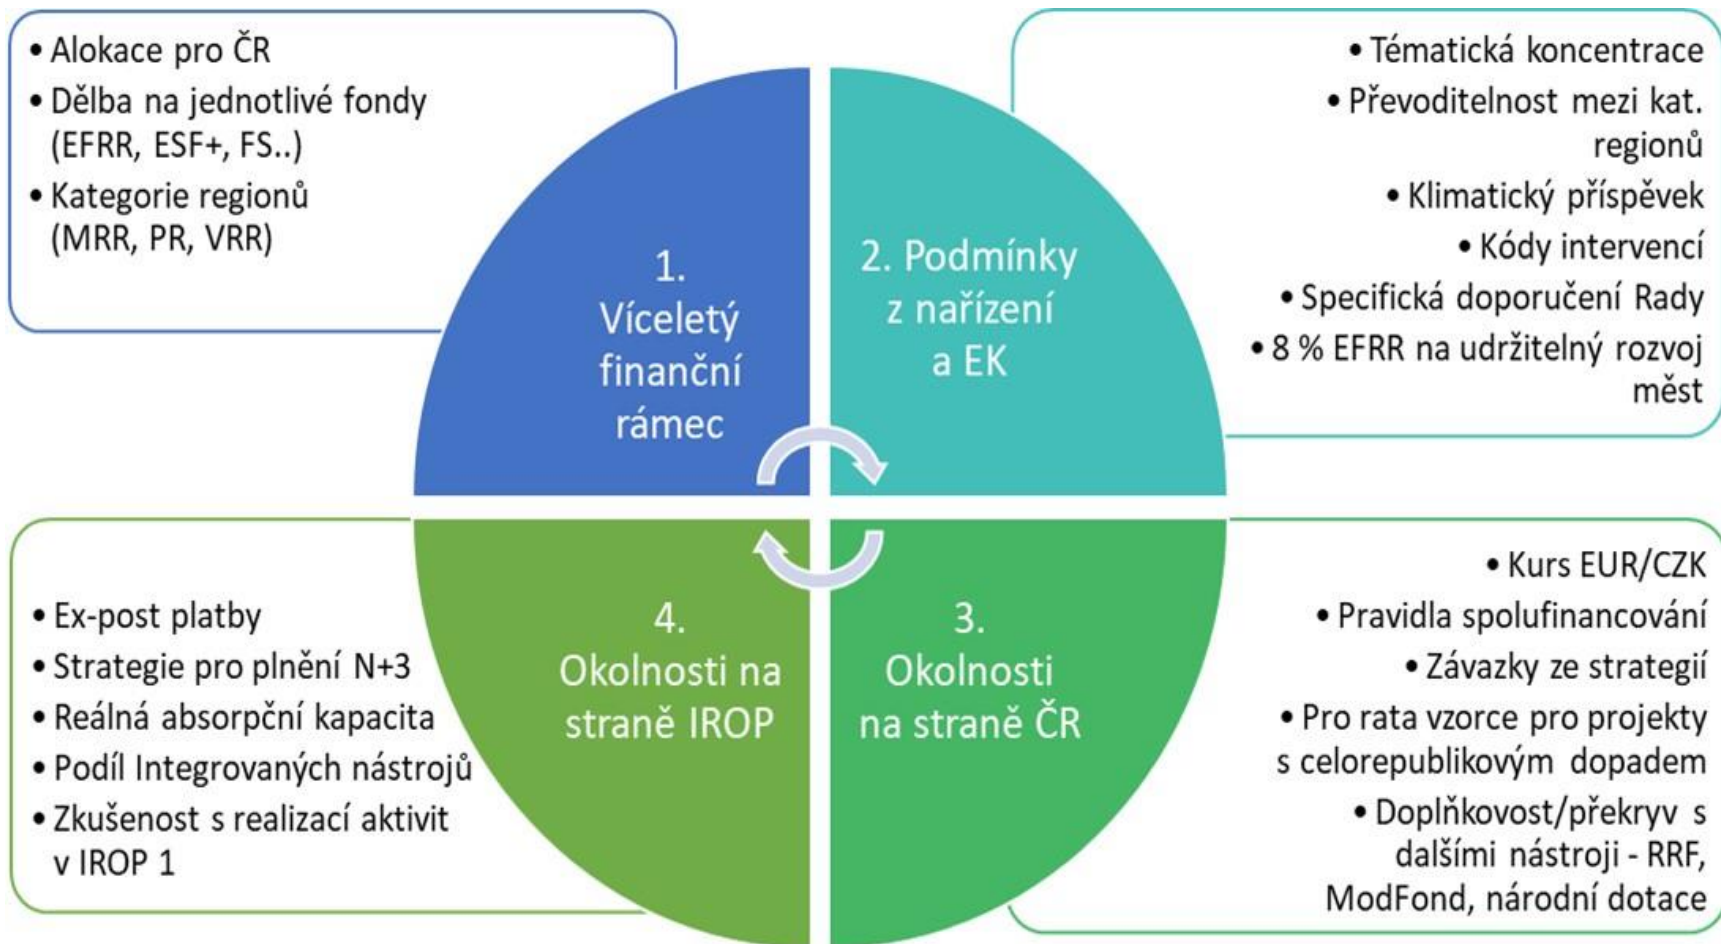 • Alokace pro ČR
• Dělba na jednotlivé fondy
(EFRR, ESF+, FS..)
• Kategorie regionů
(MRR, PR, VRR)
1.
Víceletý
finanční
rámec
2. Podmínky
z nařízení
a EK
• Tématická koncentrace
• Převoditelnost mezi kat.
regionů
• Klimatický příspěvek
• Kódy intervencí
• Specifická doporučení Rady
• 8 % EFRR na udržitelný rozvoj
měst
• Ex-post platby
• Strategie pro plnění N+3
• Reálná absorpční kapacita
• Podíl Integrovaných nástrojů
• Zkušenost s realizací aktivit
v IROP 1
4.
Okolnosti na
straně IROP
3.
Okolnosti
na straně ČR
• Kurs EUR/CZK
• Pravidla spolufinancování
• Závazky ze strategií
• Pro rata vzorce pro projekty
s celorepublikovým dopadem
• Doplňkovost/překryv s
dalšími nástroji - RRF,
ModFond, národní dotace